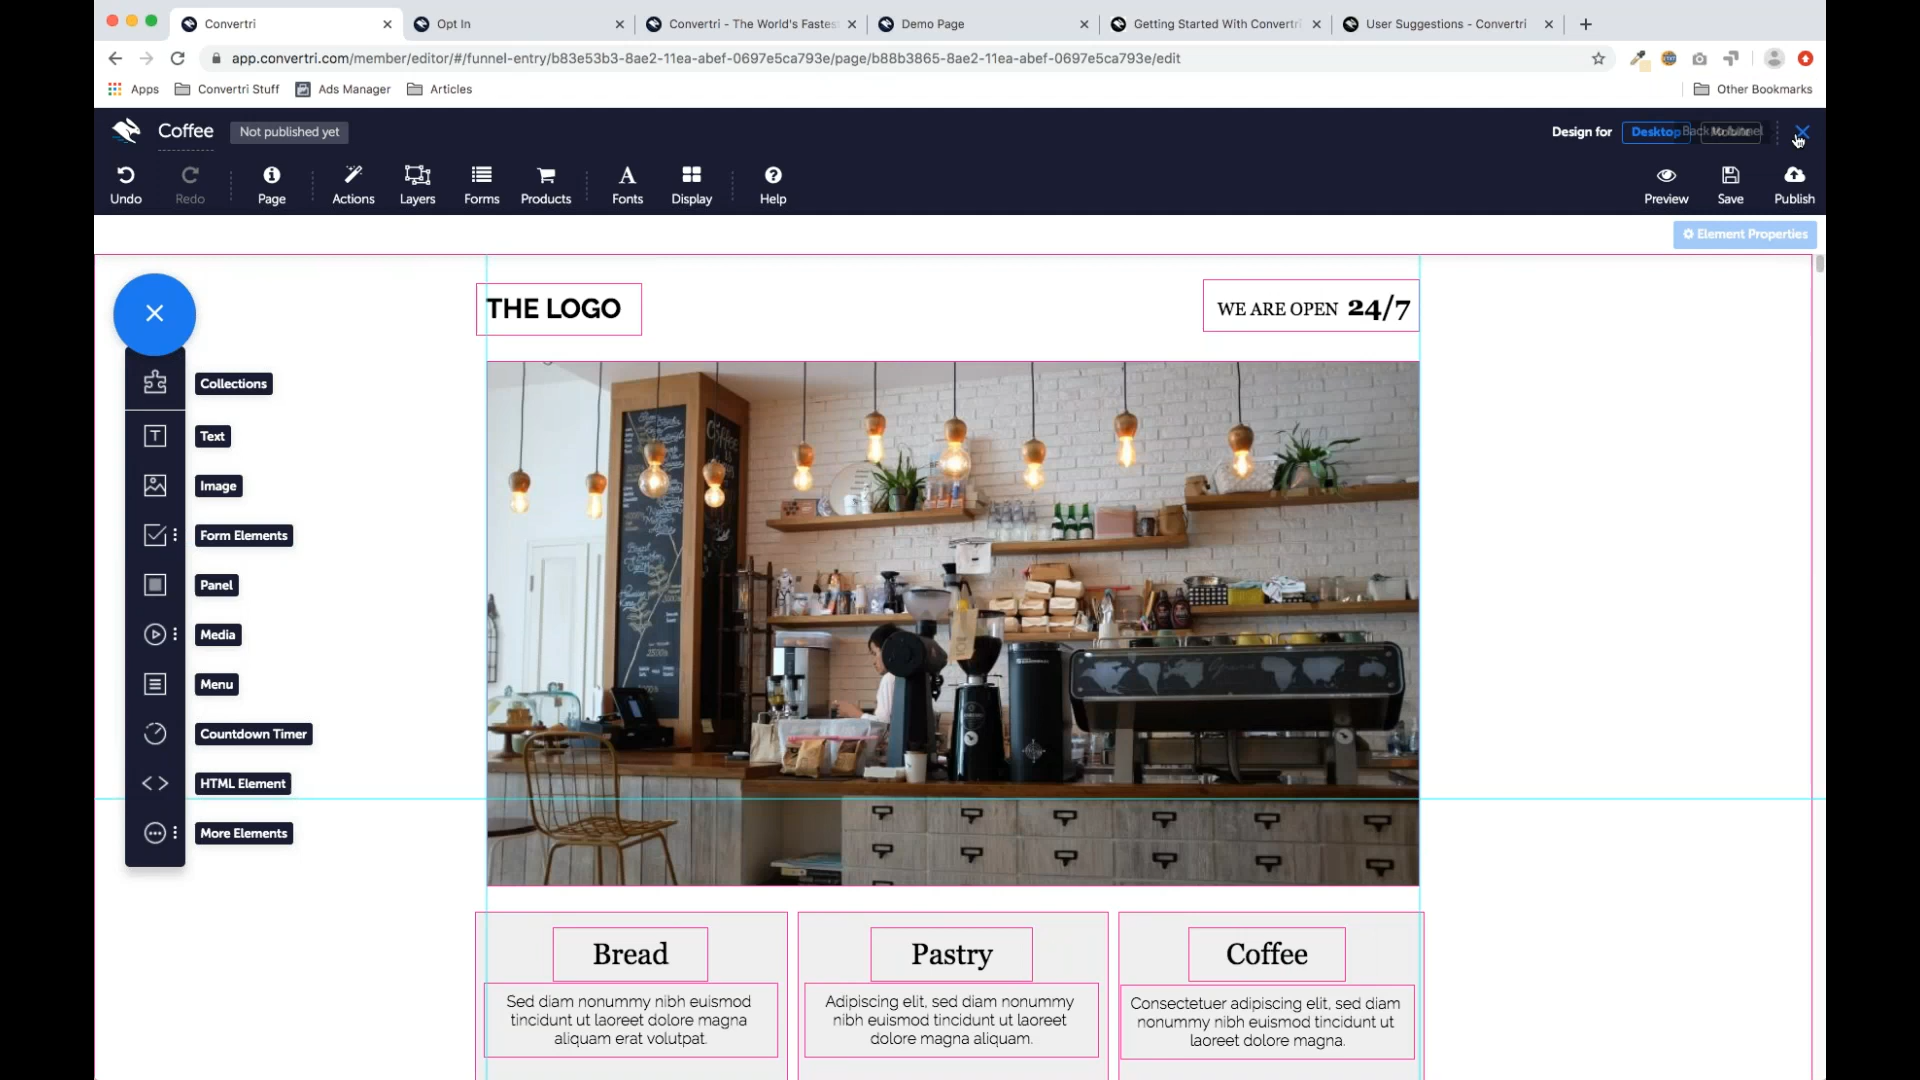 Convertri
Opt In
Convertri - The World's Fastes
Demo Page
Getting Started With Convertri
User Suggestions - Convertri
app.convertri.com/member/editor/#/funnel-entry/b83e53b3-8ae2-11ea-abef-0697e5ca793e/page/b88b3865-8ae2-11ea-abef-0697e5ca793e/edit
Apps
Convertri Stuff
Ads Manager
Articles
Other Bookmarks
Coffee
Not published yet
Design for
Desktop
Mobile
Back to funnel
Undo
Redo
Page
Actions
Layers
Forms
Products
Fonts
Display
Help
Preview
Save
Publish
Element Properties
THE LOGO
WE ARE OPEN 24/7
Collections
Text
Image
Form Elements
Panel
Media
Menu
Countdown Timer
HTML Element
More Elements
Bread
Sed diam nonummy nibh euismod
tincidunt ut laoreet dolore magna
aliquam erat volutpat.
Pastry
Adipiscing elit, sed diam nonummy
nibh euismod tincidunt ut laoreet
dolore magna aliquam.
Coffee
Consectetuer adipiscing elit, sed diam
nonummy nibh euismod tincidunt ut
laoreet dolore magna.